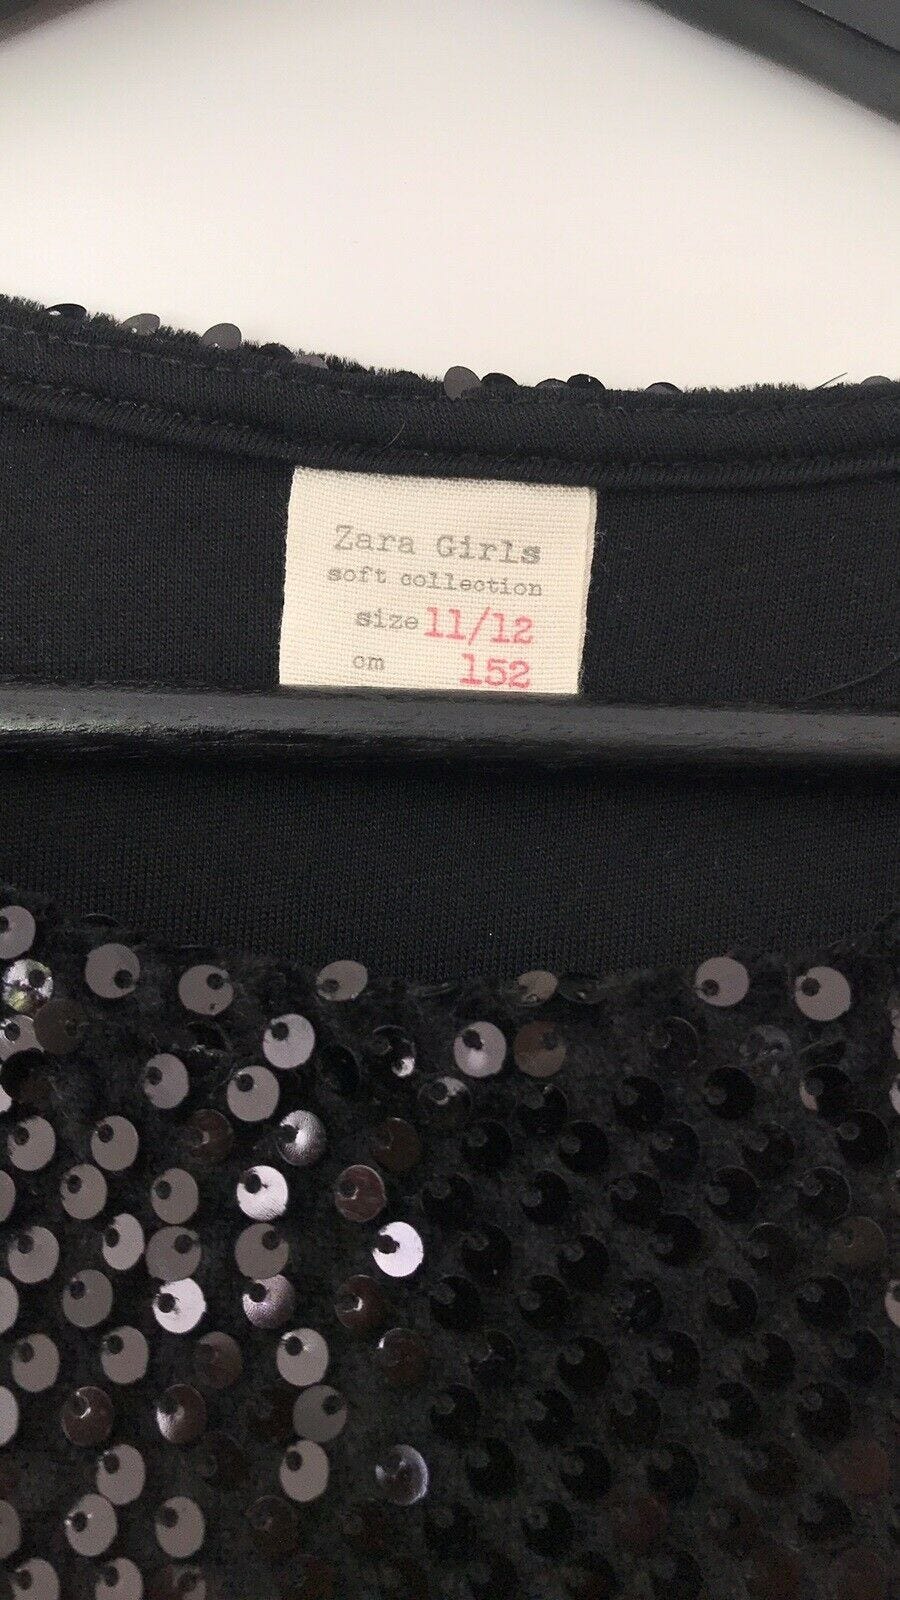 Zara Girls
soft collection
size 11/12
cm 152